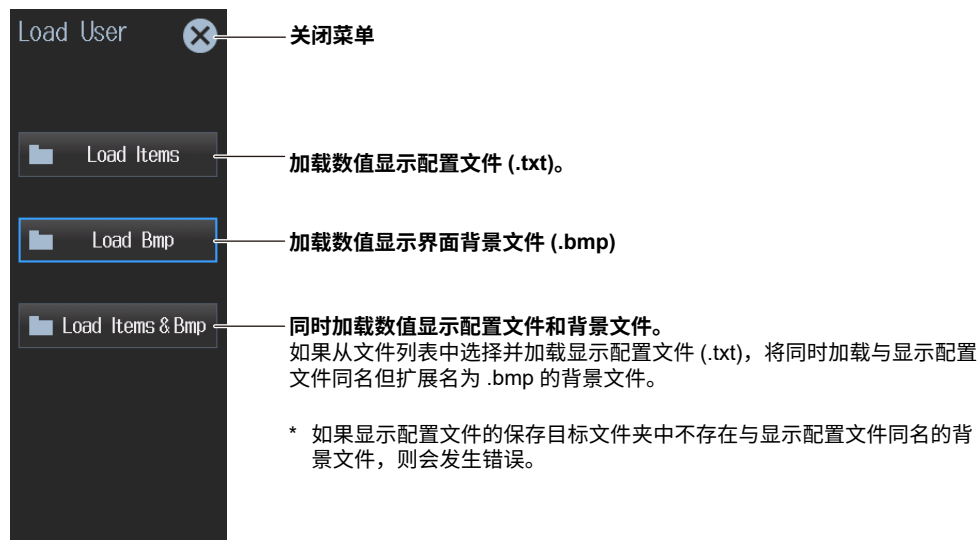 Load User
关闭菜单
Load Items
加载数值显示配置文件 (.txt)。
Load Bmp
加载数值显示界面背景文件 (.bmp)
Load Items & Bmp
同时加载数值显示配置文件和背景文件。
如果从文件列表中选择并加载显示配置文件 (.txt)，将同时加载与显示配置
文件同名但扩展名为 .bmp 的背景文件。
* 如果显示配置文件的保存目标文件夹中不存在与显示配置文件同名的背
景文件，则会发生错误。